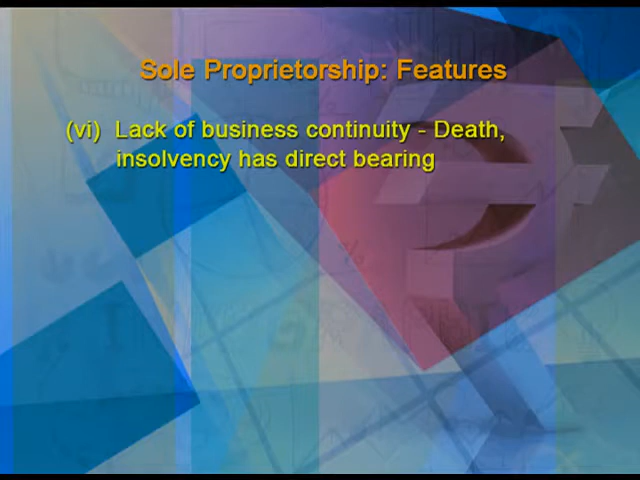 Sole Proprietorship: Features
(vi) Lack of business continuity - Death,
insolvency has direct bearing